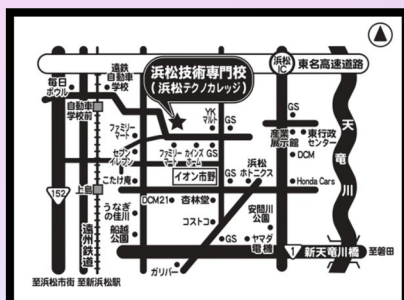 浜松技術専門校
(浜松テクノカレッジ)
浜松
IC
東名高速道路
毎日
ボウル
遠鉄
自動車
学校
自動車
学校前
ファミリー
マート
YK
マルト
GS
GS
産業
展示館
東行政
センター
天竜川
セブン
イレブン
ファミリー
マート
カインズ
ホーム
GS
DCM
イオン市野
浜松
ホトニクス
GS
Honda Cars
こたけ庵
上島
152
DCM21
杏林堂
うなぎ
の佳川
船越
公園
コストコ
安間川
公園
遠州鉄道
GS
ヤマダ
電機
1
新天竜川橋
至磐田
ガリバー
至浜松市街
至新浜松駅